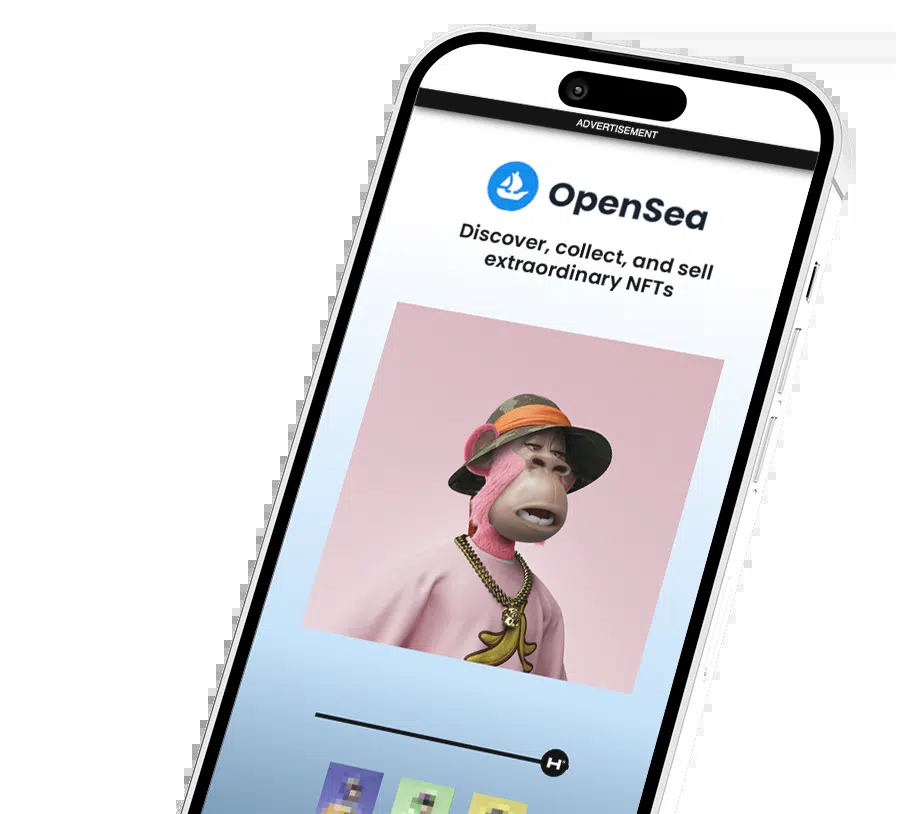 ADVERTISEMENT
OpenSea
Discover, collect, and sell
extraordinary NFTs
H